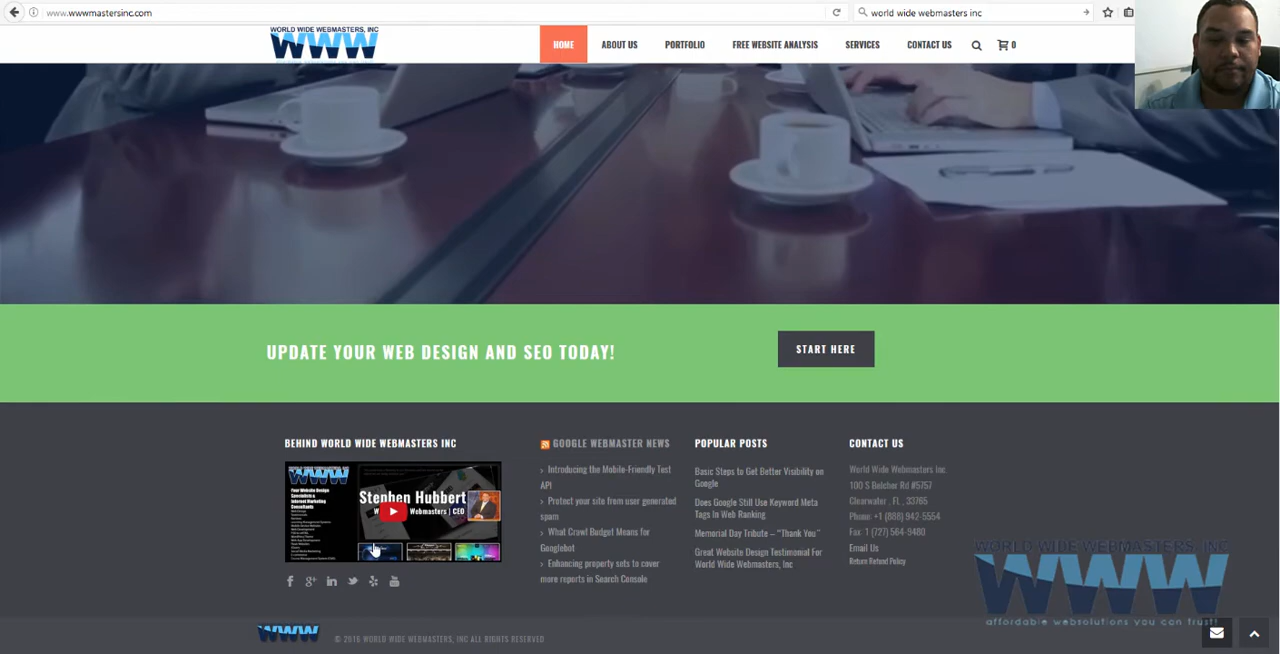 www.wwwmastersinc.com
world wide webmasters inc
WORLD WIDE WEBMASTERS, INC
WWW
HOME
ABOUT US
PORTFOLIO
FREE WEBSITE ANALYSIS
SERVICES
CONTACT US
0
UPDATE YOUR WEB DESIGN AND SEO TODAY!
START HERE
BEHIND WORLD WIDE WEBMASTERS INC
WWW
Your Website Design
Specialists &
Internet Marketing
Consultants
Stephen Hubbert
Webmasters | CEO
GOOGLE WEBMASTER NEWS
Introducing the Mobile-Friendly Test
API
Protect your site from user generated
spam
What Crawl Budget Means for
Googlebot
Enhancing property sets to cover
more reports in Search Console
POPULAR POSTS
Basic Steps to Get Better Visibility on
Google
Does Google Still Use Keyword Meta
Tags In Web Ranking
Memorial Day Tribute – “Thank You”
Great Website Design Testimonial For
World Wide Webmasters, Inc
CONTACT US
World Wide Webmasters Inc.
100 S Belcher Rd #5757
Clearwater , FL , 33765
Phone: +1 (888) 942-5554
Fax: 1 (727) 564-9480
Email Us
Return Refund Policy
WORLD WIDE WEBMASTERS, INC
WWW
affordable websolutions you can trust!
WWW
© 2016 WORLD WIDE WEBMASTERS, INC ALL RIGHTS RESERVED